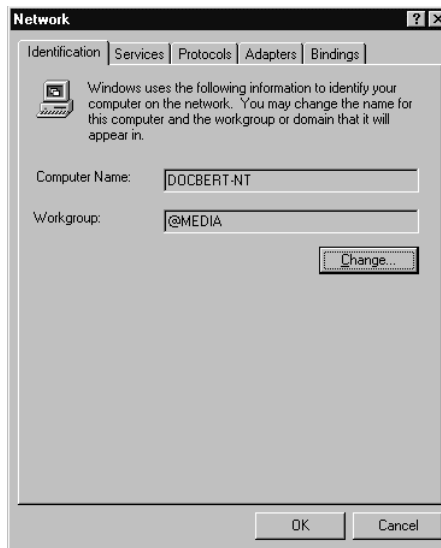 Network
Identification Services Protocols Adapters Bindings
Windows uses the following information to identify your
computer on the network. You may change the name for
this computer and the workgroup or domain that it will
appear in.
Computer Name: DOCBERT-NT
Workgroup: @MEDIA
Change...
OK Cancel